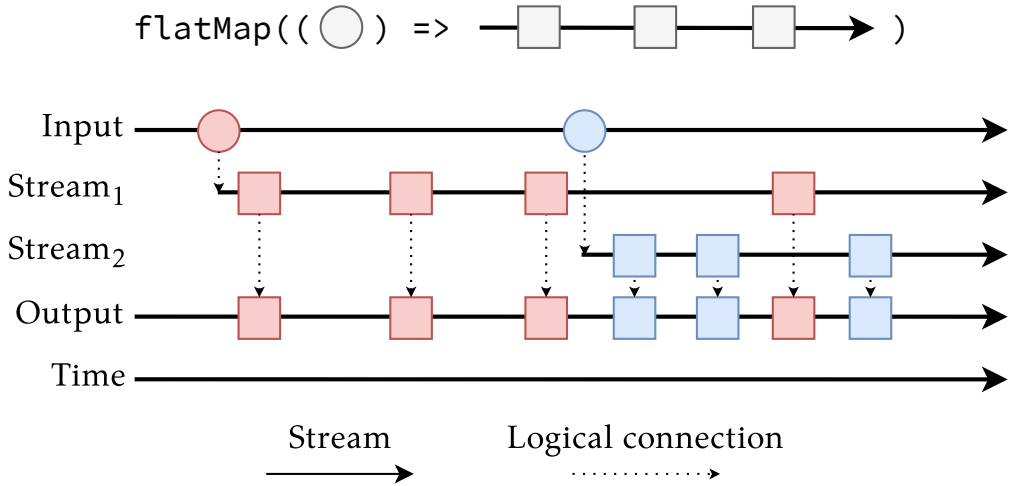 flatMap(( ) => )
Input
Stream₁
Stream₂
Output
Time
Stream
Logical connection